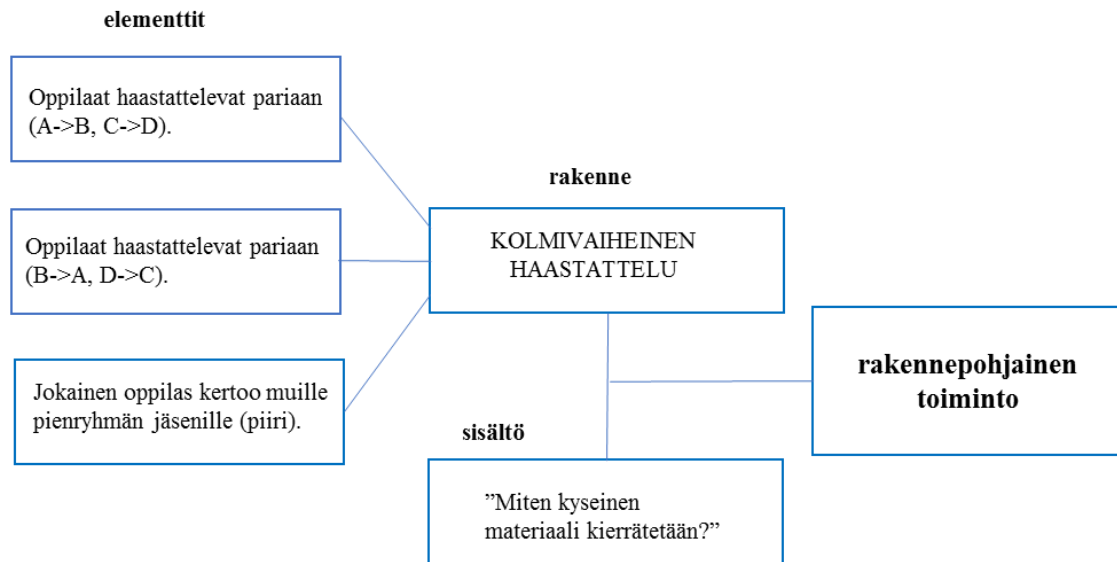 elementtit
Oppilaat haastattelevat pariaan
(A->B, C->D).
Oppilaat haastattelevat pariaan
(B->A, D->C).
Jokainen oppilas kertoo muille
pienryhmän jäsenille (piiri).
rakenne
KOLMIVAIHEINEN
HAASTATTELU
sisältö
”Miten kyseinen
materiaali kierrätetään?”
rakennepohjainen
toiminto